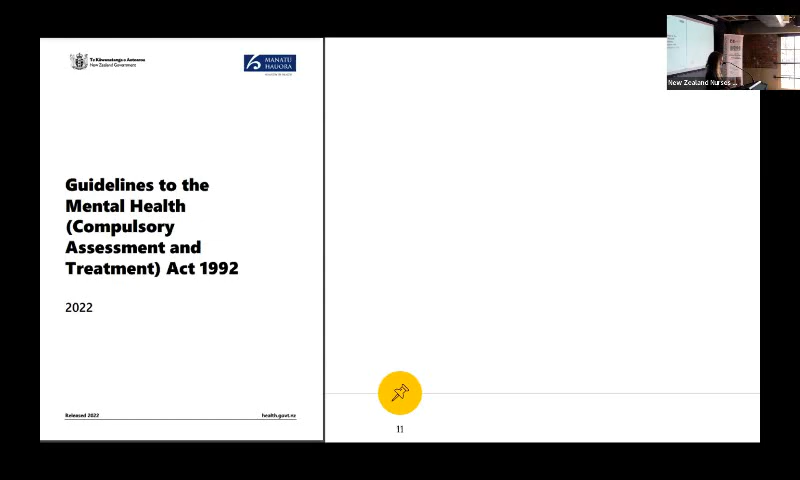 Te Kāwanatanga o Aotearoa
New Zealand Government
MANATŪ
HAUORA
New Zealand Nurses ...
Guidelines to the
Mental Health
(Compulsory
Assessment and
Treatment) Act 1992
2022
Released 2022
health.govt.nz
11